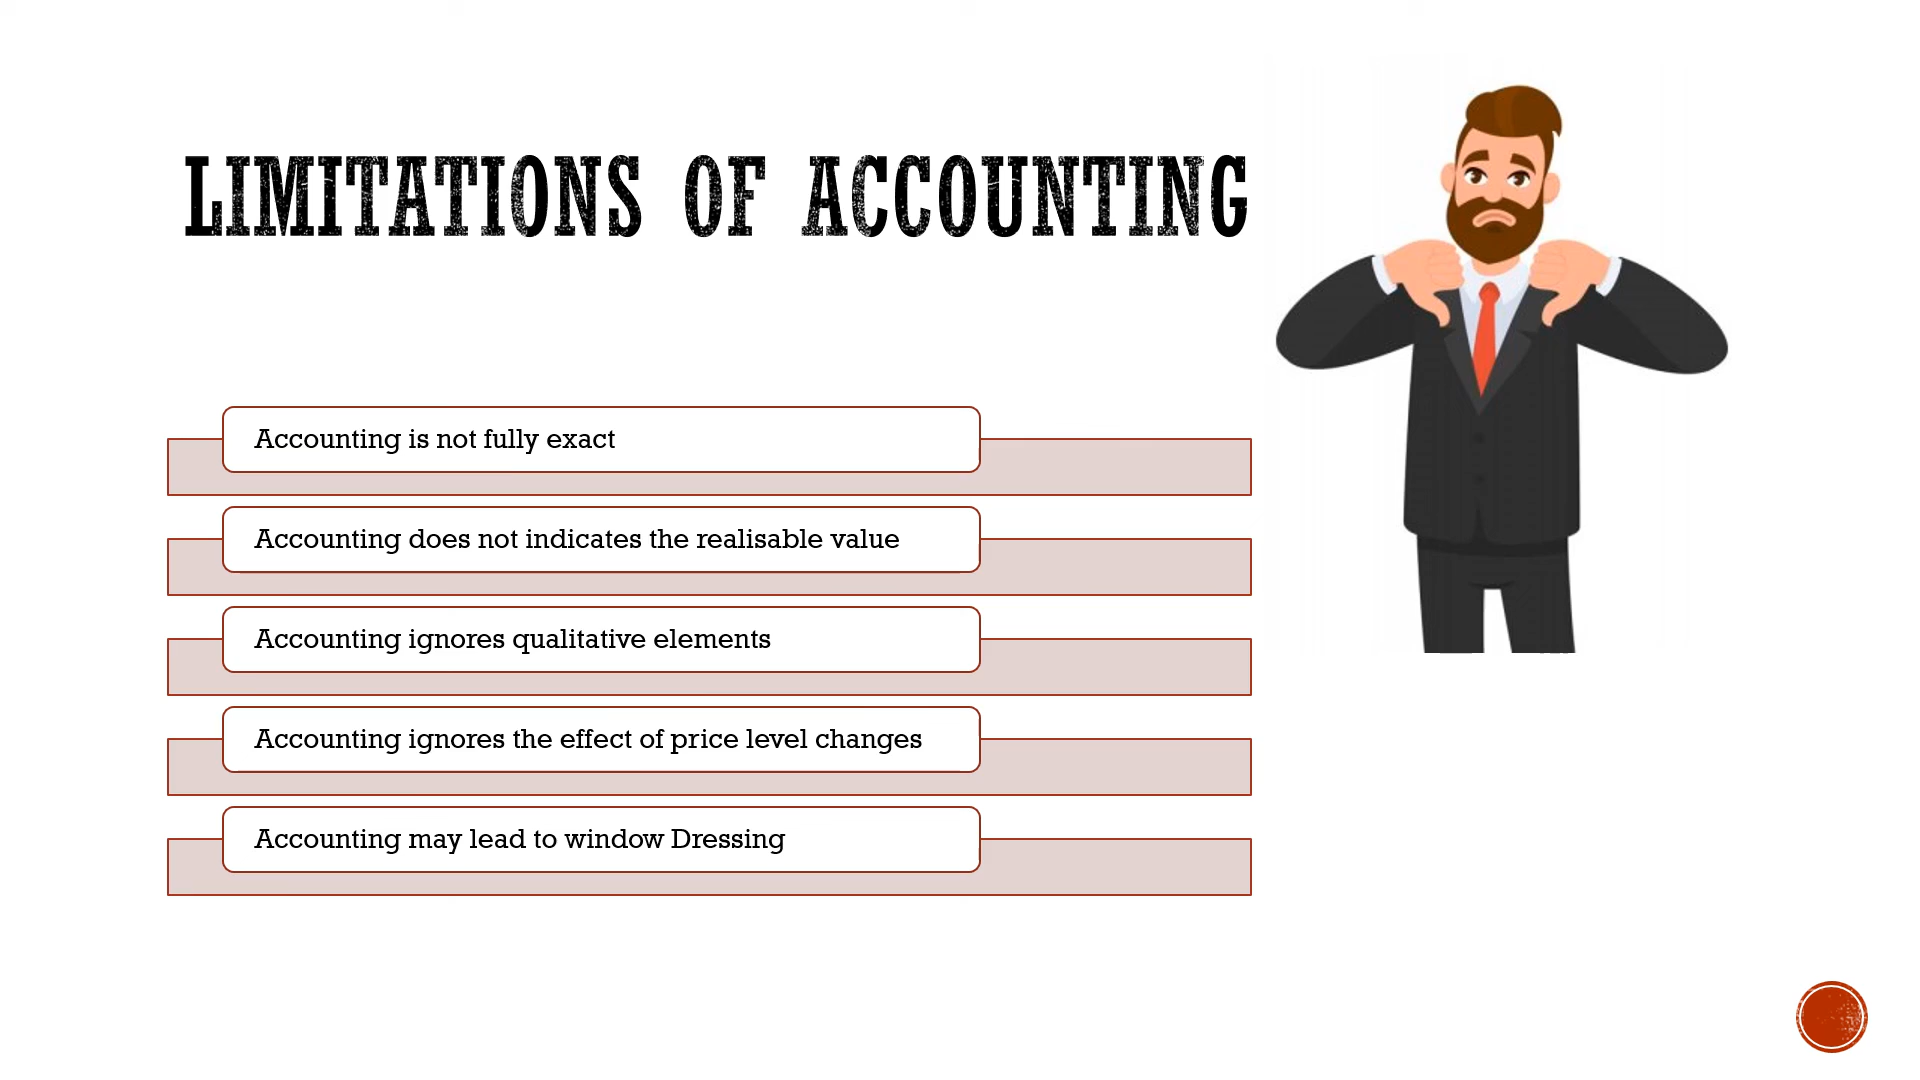 LIMITATIONS OF ACCOUNTING
Accounting is not fully exact
Accounting does not indicates the realisable value
Accounting ignores qualitative elements
Accounting ignores the effect of price level changes
Accounting may lead to window Dressing